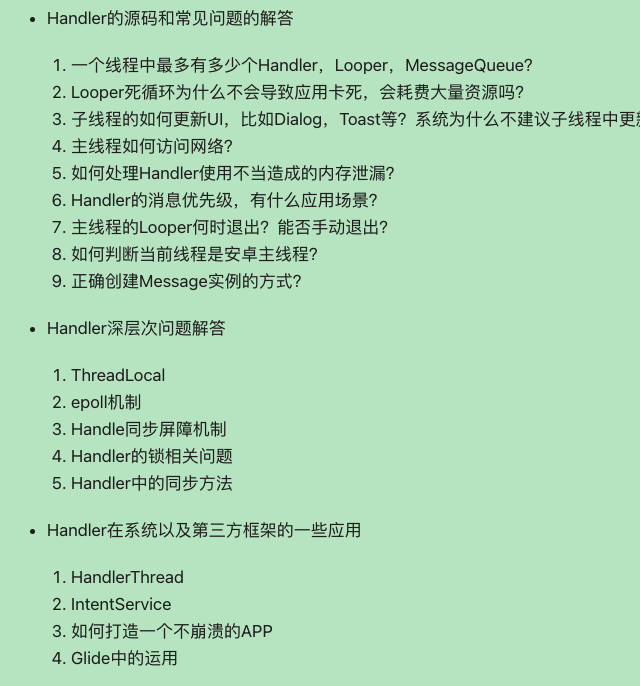 • Handler的源码和常见问题的解答
1. 一个线程中最多有多少个Handler，Looper，MessageQueue？
2. Looper死循环为什么不会导致应用卡死，会耗费大量资源吗？
3. 子线程的如何更新UI，比如Dialog，Toast等？系统为什么不建议子线程中更
4. 主线程如何访问网络？
5. 如何处理Handler使用不当造成的内存泄漏？
6. Handler的消息优先级，有什么应用场景？
7. 主线程的Looper何时退出？能否手动退出？
8. 如何判断当前线程是安卓主线程？
9. 正确创建Message实例的方式？
• Handler深层次问题解答
1. ThreadLocal
2. epoll机制
3. Handle同步屏障机制
4. Handler的锁相关问题
5. Handler中的同步方法
• Handler在系统以及第三方框架的一些应用
1. HandlerThread
2. IntentService
3. 如何打造一个不崩溃的APP
4. Glide中的运用